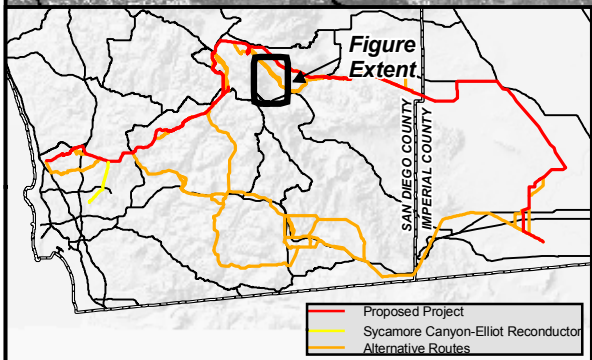 Figure
Extent
SAN DIEGO COUNTY
IMPERIAL COUNTY
Proposed Project
Sycamore Canyon-Elliot Reconductor
Alternative Routes